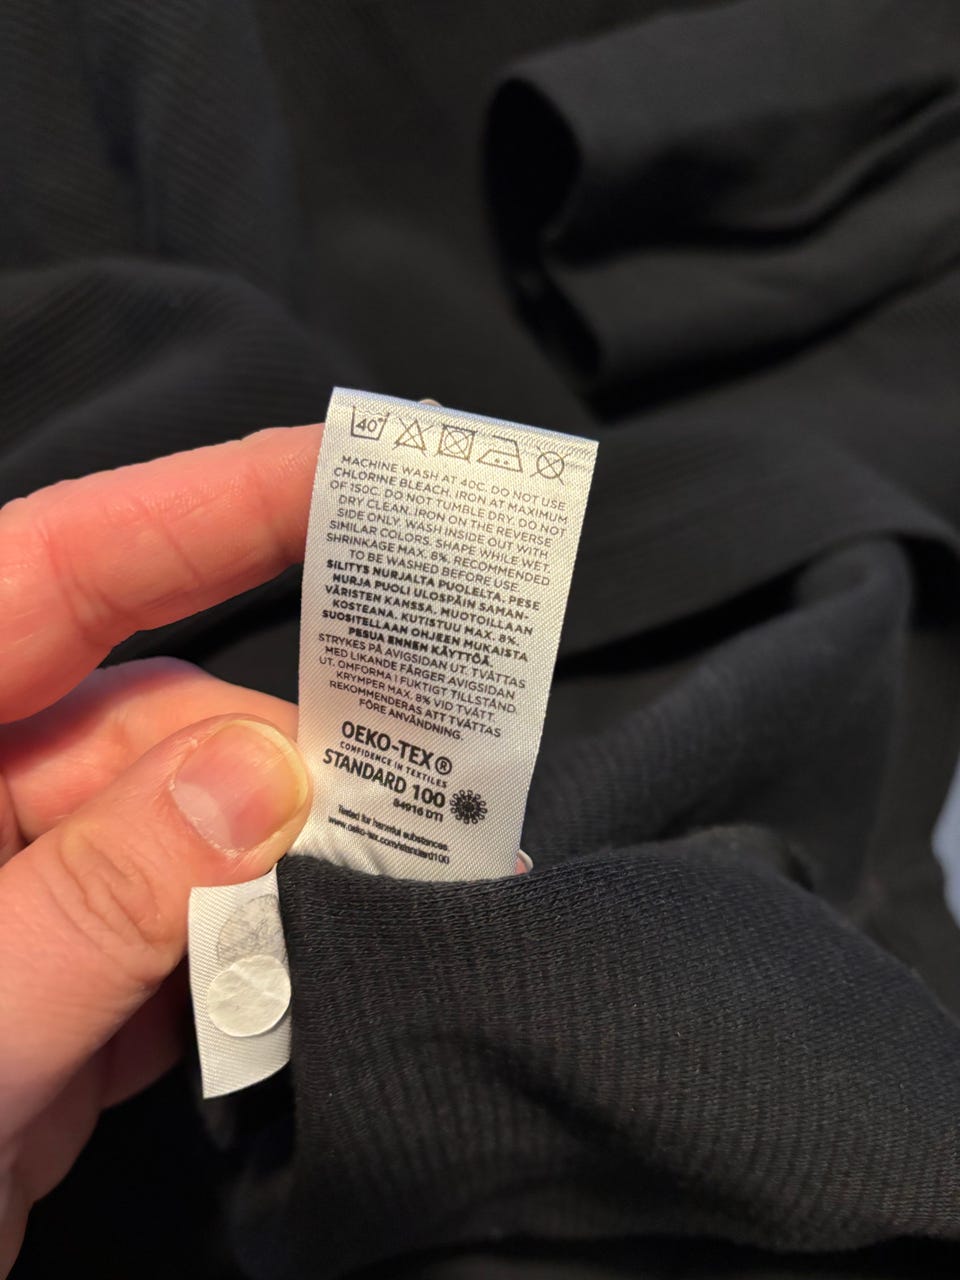 40°
MACHINE WASH AT 40C. DO NOT USE
CHLORINE BLEACH. IRON AT MAXIMUM
OF 150C. DO NOT TUMBLE DRY. DO NOT
DRY CLEAN. IRON ON THE REVERSE
SIDE ONLY. WASH INSIDE OUT WITH
SIMILAR COLORS. SHAPE WHILE WET.
SHRINKAGE MAX. 8%. RECOMMENDED
TO BE WASHED BEFORE USE.
SILITYS NURJALTA PUOLELTA. PESE
NURJA PUOLI ULOSPÄIN SAMAN-
VÄRISTEN KANSSA. MUOTOILLAAN
KOSTEANA. KUTISTUU MAX. 8%.
SUOSITELLAAN OHJEEN MUKAISTA
PESUA ENNEN KÄYTTÖÄ.
STRYKES PÅ AVIGSIDAN UT. TVÄTTAS
MED LIKANDE FÄRGER AVIGSIDAN
UT. OMFORMA I FUKTIGT TILLSTÅND.
KRYMPER MAX. 8% VID TVÄTT.
REKOMMENDERAS ATT TVÄTTAS
FÖRE ANVÄNDNING.
OEKO-TEX®
CONFIDENCE IN TEXTILES
STANDARD 100
84916 DTI
Tested for harmful substances.
www.oeko-tex.com/standard100